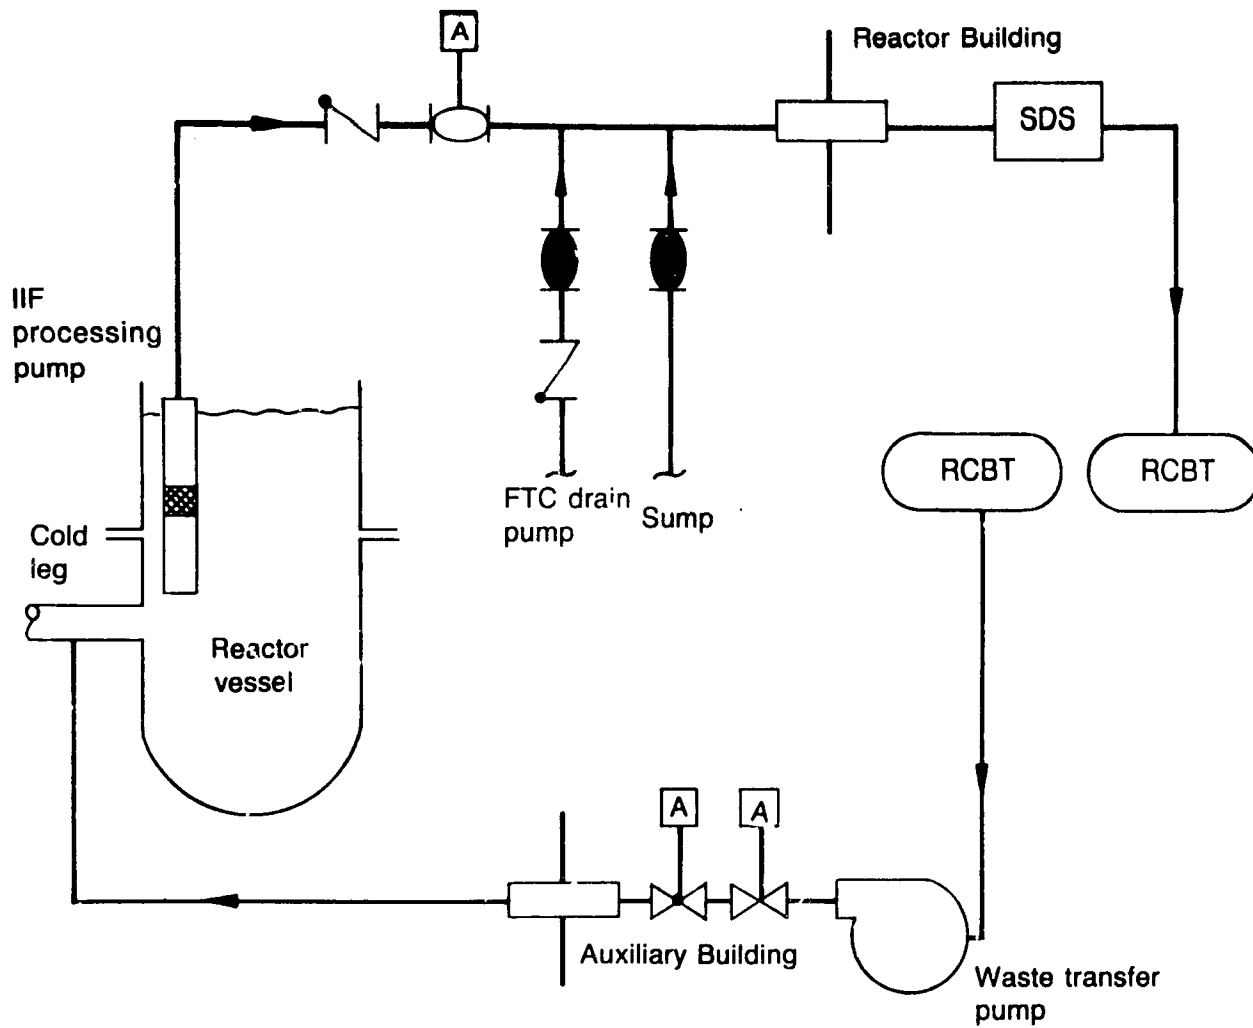 A
Reactor Building
SDS
IIF
processing
pump
RCBT
RCBT
FTC drain
pump
Sump
Cold
leg
Reactor
vessel
A
A
Auxiliary Building
Waste transfer
pump